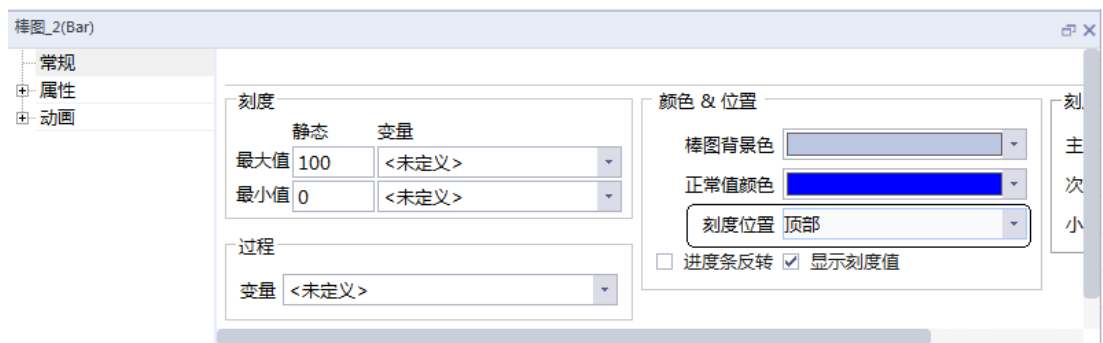 棒图_2(Bar)
常规
属性
动画
刻度
静态 变量
最大值 100 <未定义>
最小值 0 <未定义>
过程
变量 <未定义>
颜色 & 位置
棒图背景色
正常值颜色
刻度位置 顶部
进度条反转 显示刻度值
刻
主
次
小